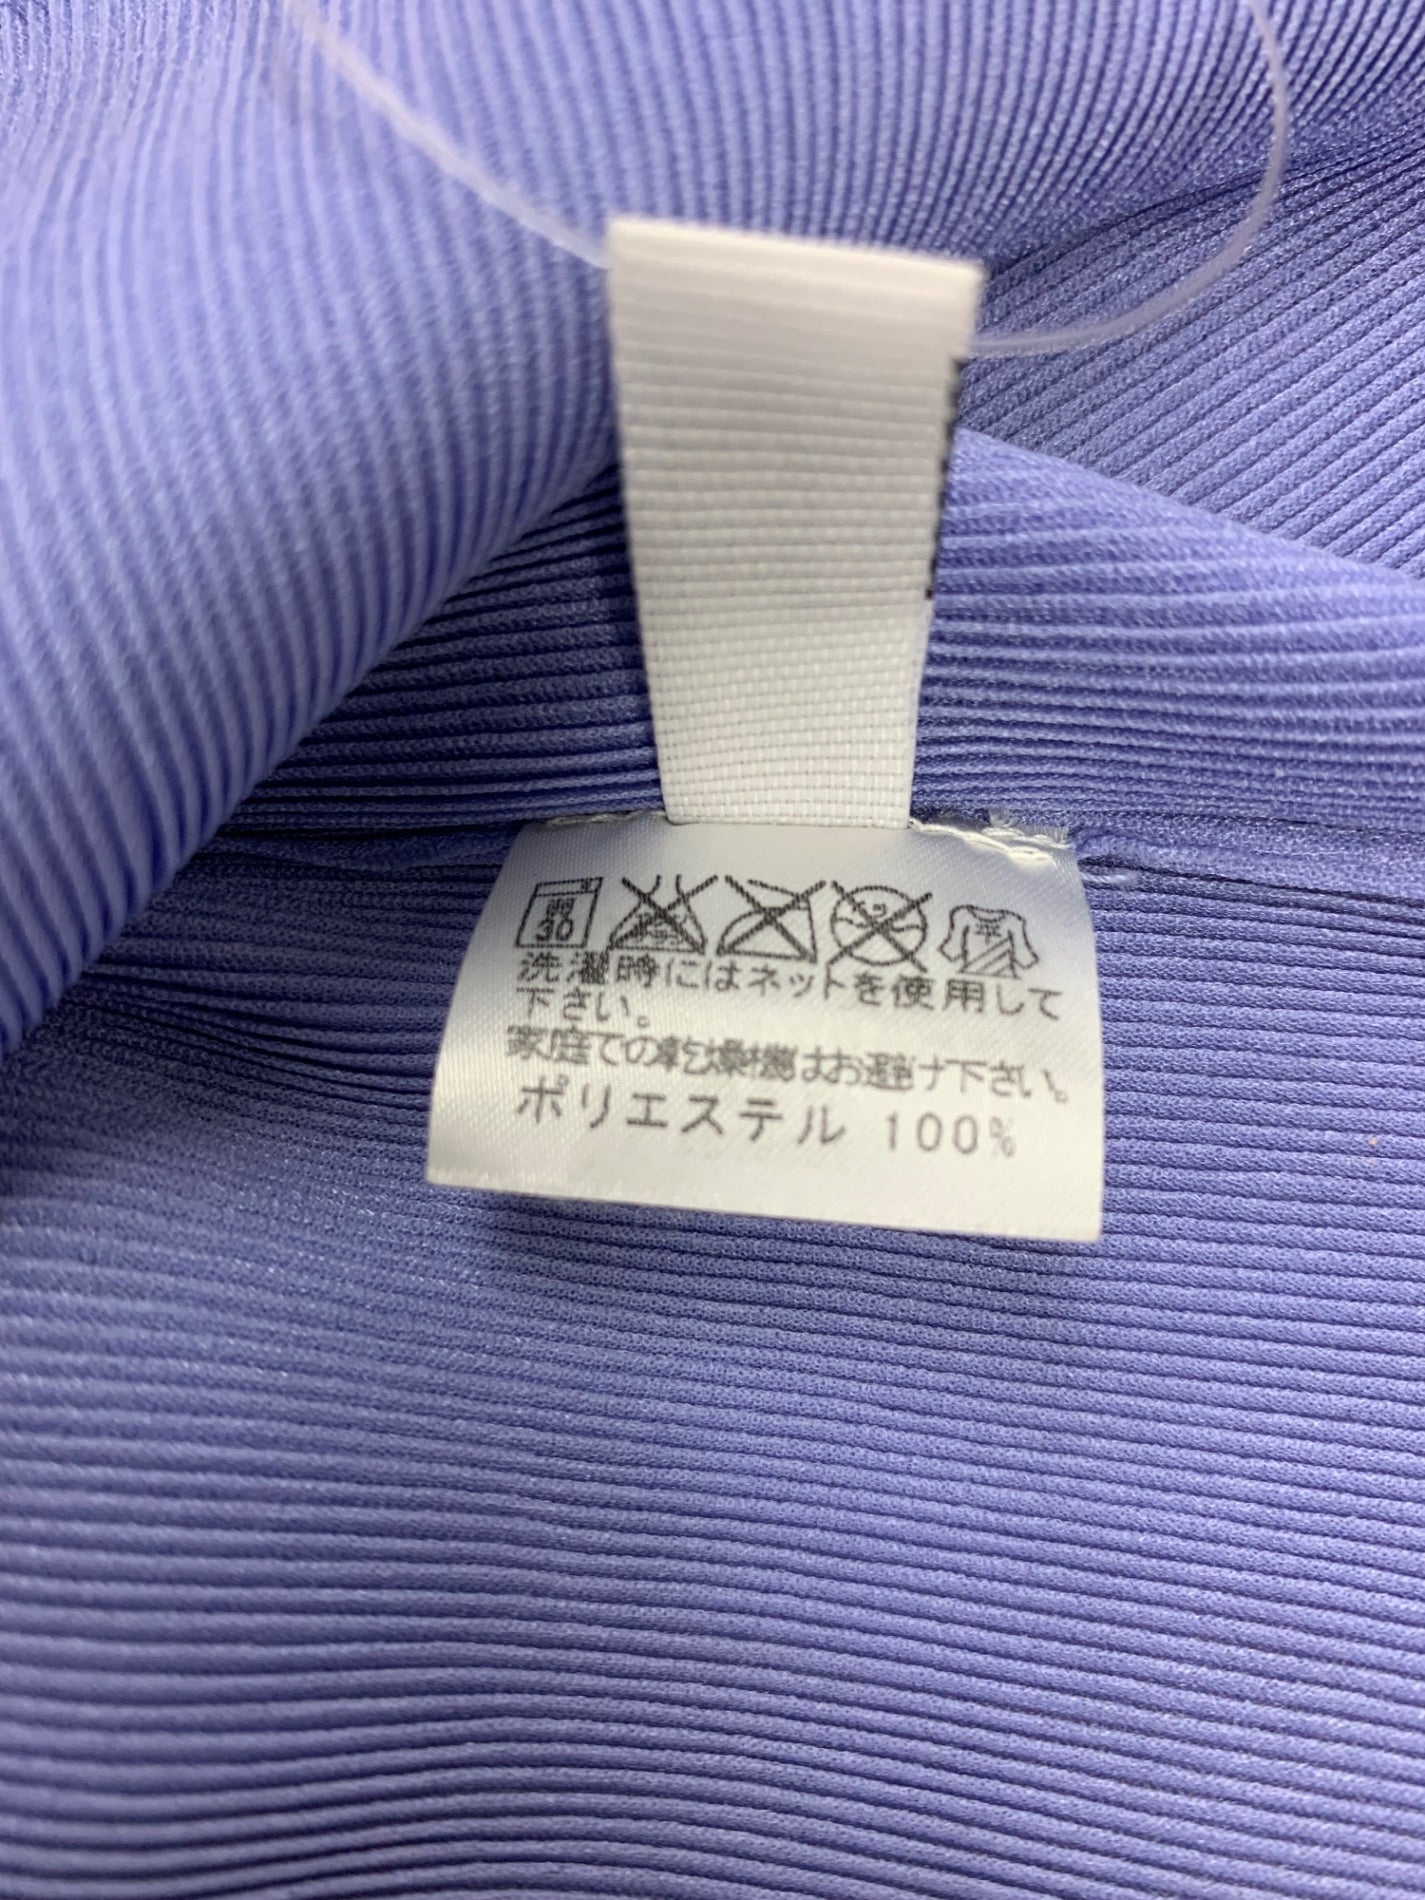 弱
30
洗濯時にはネットを使用して
下さい。
家庭での乾燥機はお避け下さい。
ポリエステル 100%